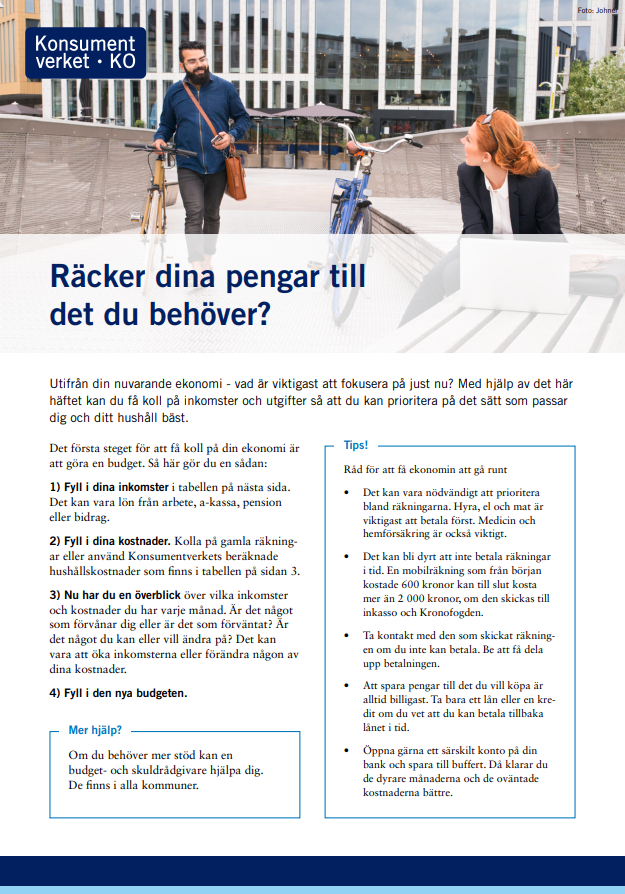 Foto: Johnér
Konsument
verket • KO
Räcker dina pengar till
det du behöver?
Utifrån din nuvarande ekonomi - vad är viktigast att fokusera på just nu? Med hjälp av det här
häftet kan du få koll på inkomster och utgifter så att du kan prioritera på det sätt som passar
dig och ditt hushåll bäst.
Det första steget för att få koll på din ekonomi är
att göra en budget. Så här gör du en sådan:
1) Fyll i dina inkomster i tabellen på nästa sida.
Det kan vara lön från arbete, a-kassa, pension
eller bidrag.
2) Fyll i dina kostnader. Kolla på gamla räkning-
ar eller använd Konsumentverkets beräknade
hushållskostnader som finns i tabellen på sidan 3.
3) Nu har du en överblick över vilka inkomster
och kostnader du har varje månad. Är det något
som förvånar dig eller är det som förväntat? Är
det något du kan eller vill ändra på? Det kan
vara att öka inkomsterna eller förändra någon av
dina kostnader.
4) Fyll i den nya budgeten.
Mer hjälp?
Om du behöver mer stöd kan en
budget- och skuldrådgivare hjälpa dig.
De finns i alla kommuner.
Tips!
Råd för att få ekonomin att gå runt
• Det kan vara nödvändigt att prioritera
bland räkningarna. Hyra, el och mat är
viktigast att betala först. Medicin och
hemförsäkring är också viktigt.
• Det kan bli dyrt att inte betala räkningar
i tid. En mobilräkning som från början
kostade 600 kronor kan till slut kosta
mer än 2 000 kronor, om den skickas till
inkasso och Kronofogden.
• Ta kontakt med den som skickat räkning-
en om du inte kan betala. Be att få dela
upp betalningen.
• Att spara pengar till det du vill köpa är
alltid billigast. Ta bara ett lån eller en kre-
dit om du vet att du kan betala tillbaka
lånet i tid.
• Öppna gärna ett särskilt konto på din
bank och spara till buffert. Då klarar du
de dyrare månaderna och de oväntade
kostnaderna bättre.